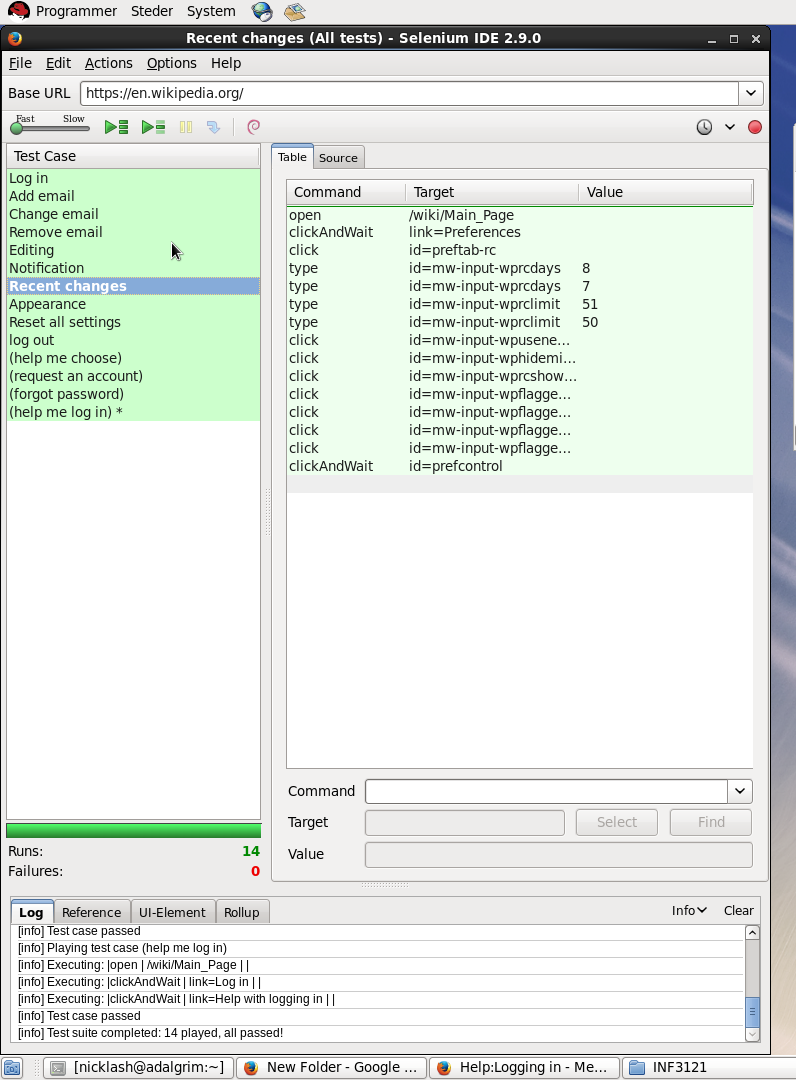 Programmer Steder System
Recent changes (All tests) - Selenium IDE 2.9.0
File Edit Actions Options Help
Base URL https://en.wikipedia.org/
Fast Slow
Test Case
Log in
Add email
Change email
Remove email
Editing
Notification
Recent changes
Appearance
Reset all settings
log out
(help me choose)
(request an account)
(forgot password)
(help me log in) *
Runs: 14
Failures: 0
Table Source
Command Target Value
open /wiki/Main_Page
clickAndWait link=Preferences
click id=preftab-rc
type id=mw-input-wprcdays 8
type id=mw-input-wprcdays 7
type id=mw-input-wprclimit 51
type id=mw-input-wprclimit 50
click id=mw-input-wpusene...
click id=mw-input-wphidemi...
click id=mw-input-wprcshow...
click id=mw-input-wpflagge...
click id=mw-input-wpflagge...
click id=mw-input-wpflagge...
click id=mw-input-wpflagge...
clickAndWait id=prefcontrol
Command
Target Select Find
Value
Log Reference UI-Element Rollup Info Clear
[info] Test case passed
[info] Playing test case (help me log in)
[info] Executing: |open | /wiki/Main_Page | |
[info] Executing: |clickAndWait | link=Log in | |
[info] Executing: |clickAndWait | link=Help with logging in | |
[info] Test case passed
[info] Test suite completed: 14 played, all passed!
[nicklash@adalgrim:~] New Folder - Google ... Help:Logging in - Me... INF3121